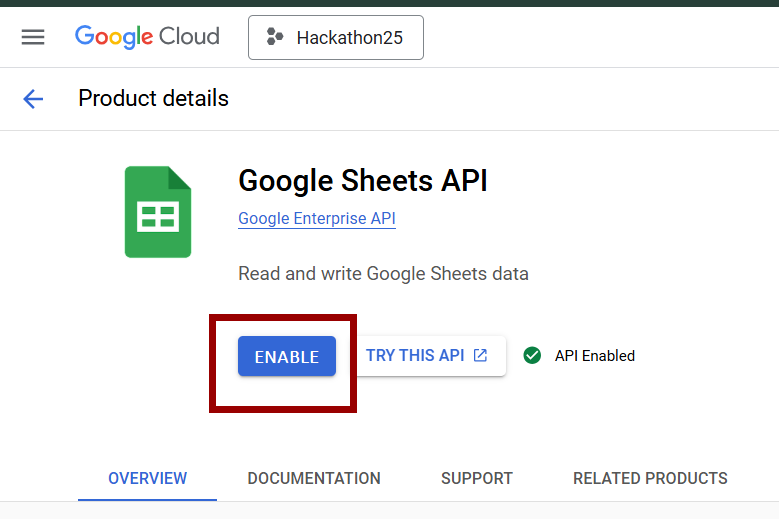 Google Cloud
Hackathon25
Product details
Google Sheets API
Google Enterprise API
Read and write Google Sheets data
ENABLE
TRY THIS API
API Enabled
OVERVIEW
DOCUMENTATION
SUPPORT
RELATED PRODUCTS